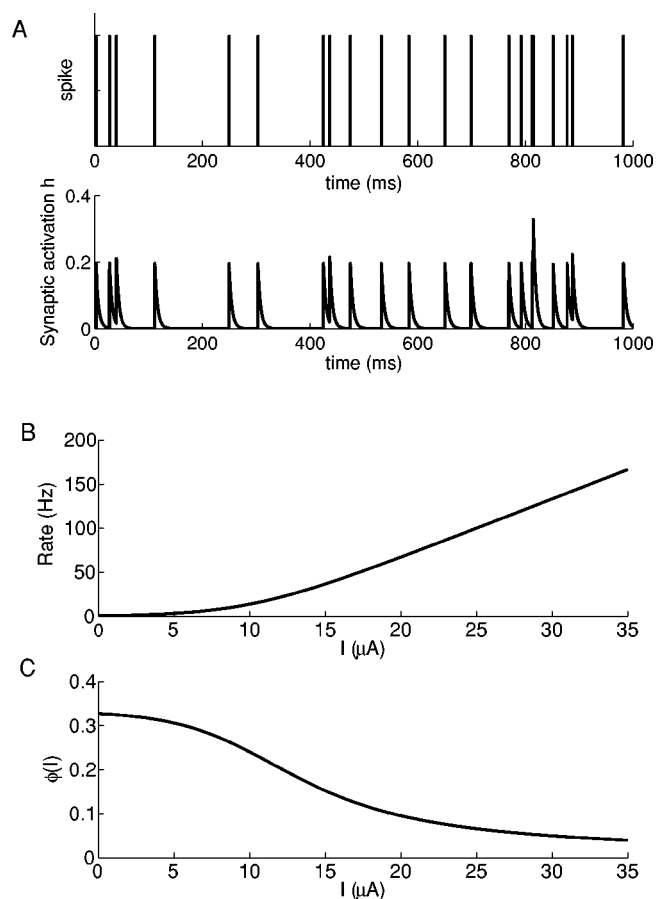 A
spike
0 200 400 600 800 1000
time (ms)
Synaptic activation h
0.4
0.2
0
0 200 400 600 800 1000
time (ms)
B
Rate (Hz)
200
150
100
50
0
0 5 10 15 20 25 30 35
I (μA)
C
ϕ(I)
0.4
0.3
0.2
0.1
0
0 5 10 15 20 25 30 35
I (μA)